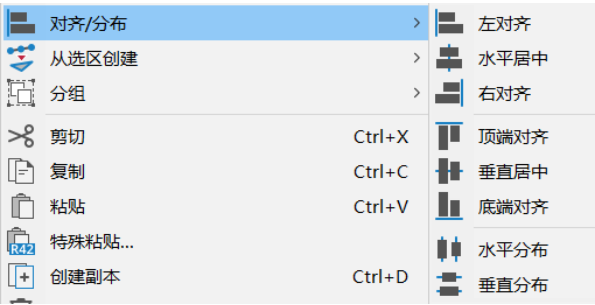 对齐/分布
从选区创建
分组
剪切 Ctrl+X
复制 Ctrl+C
粘贴 Ctrl+V
R42 特殊粘贴...
创建副本 Ctrl+D
左对齐
水平居中
右对齐
顶端对齐
垂直居中
底端对齐
水平分布
垂直分布